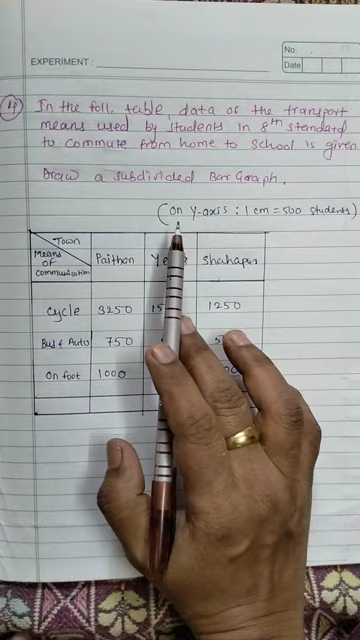 No.
EXPERIMENT:
Date
4 In the foll. table, data of the transport
means used by students in 8th standard
to commute from home to school is given
Draw a subdivided Bar Graph.
(On Y-axis : 1 cm = 500 students)
Town
Means of Communication
Paithan Shahapur
Cycle 3250 1250
Bus & Auto 750
On foot 1000